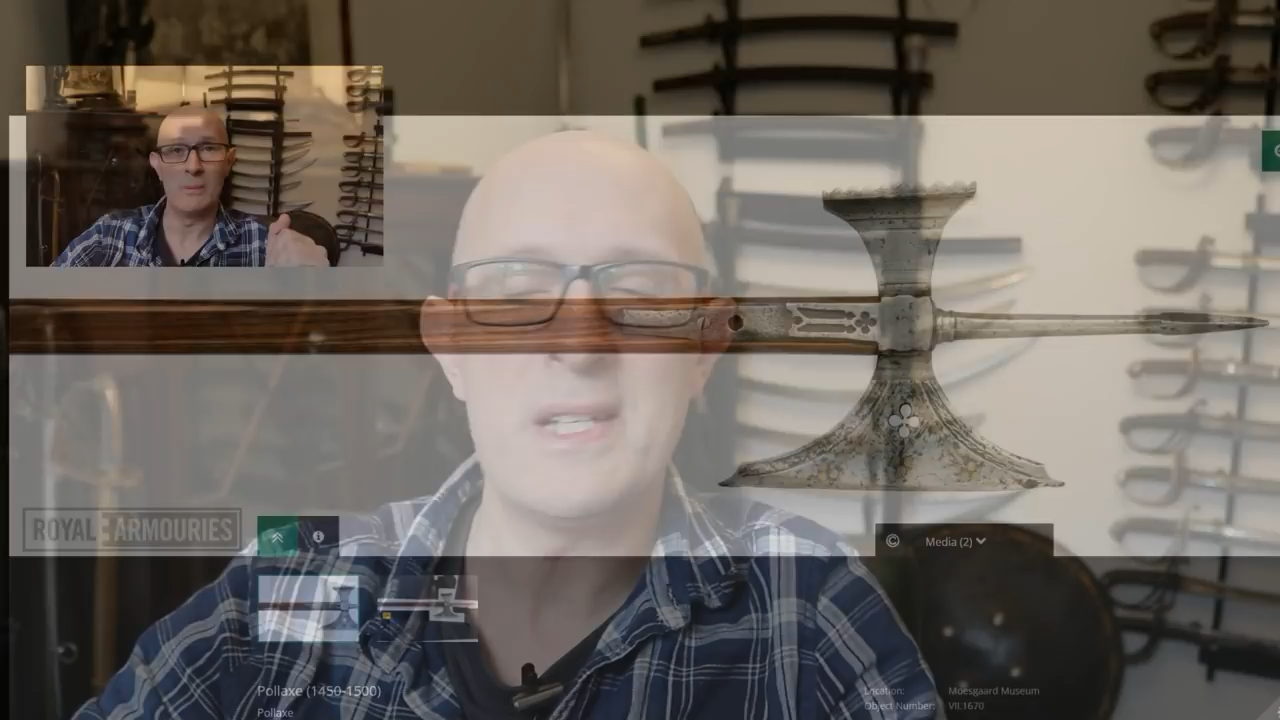 ROYAL ARMOURIES
Media (2)
Pollaxe (1450-1500)
Pollaxe
Location: Moesgaard Museum
Object Number: VII.1670